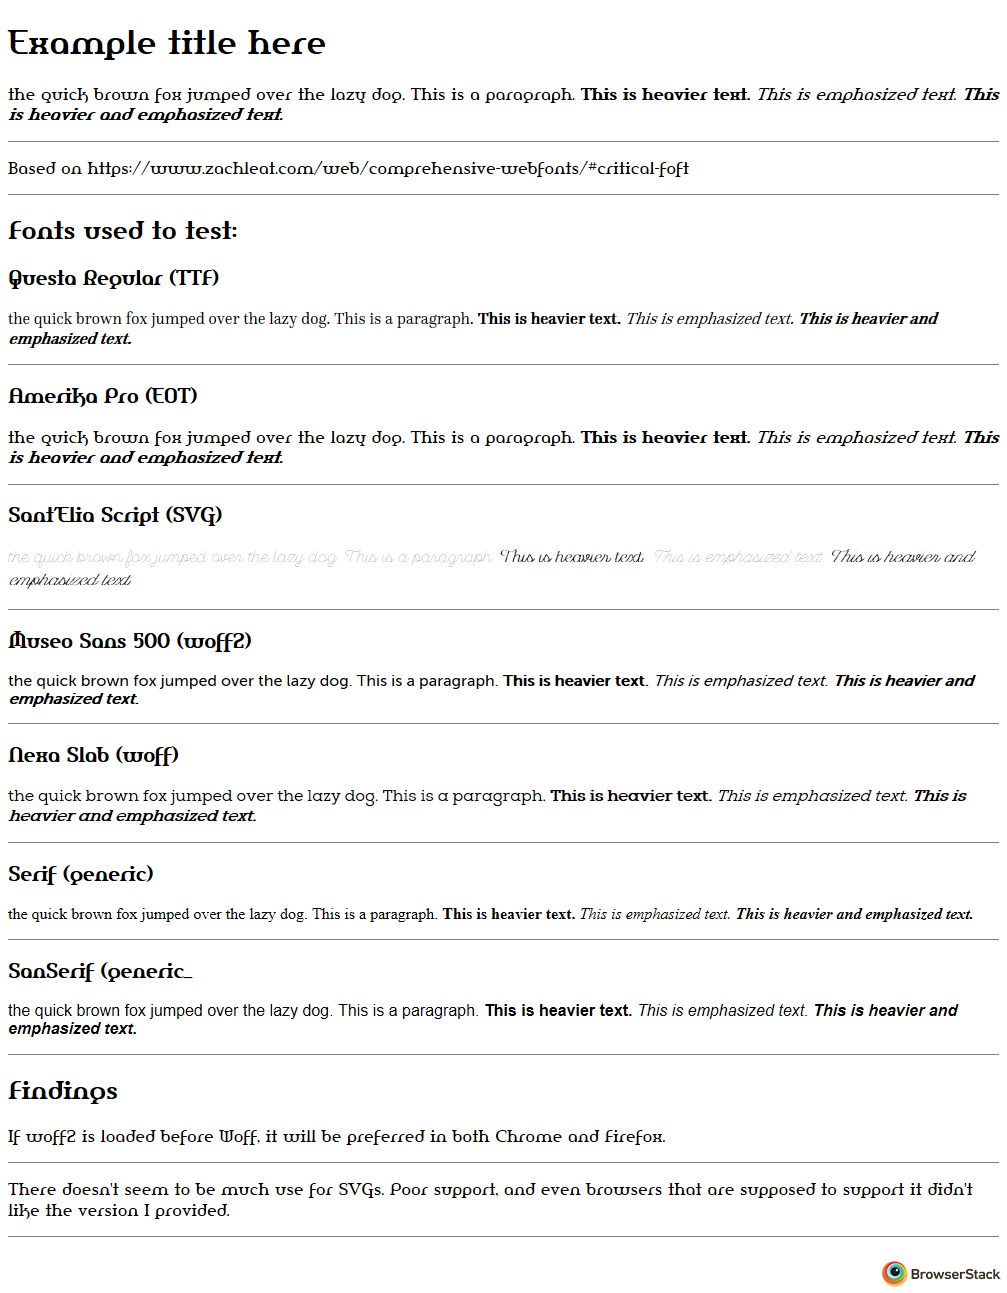 Example title here
the quick brown fox jumped over the lazy dog. This is a paragraph. This is heavier text. This is emphasized text. This
is heavier and emphasized text.
Based on https://www.zachleat.com/web/comprehensive-webfonts/#critical-foft
Fonts used to test:
Questa Regular (TTF)
the quick brown fox jumped over the lazy dog. This is a paragraph. This is heavier text. This is emphasized text. This is heavier and
emphasized text.
Amerika Pro (EOT)
the quick brown fox jumped over the lazy dog. This is a paragraph. This is heavier text. This is emphasized text. This
is heavier and emphasized text.
Sant'Elia Script (SVG)
the quick brown fox jumped over the lazy dog. This is a paragraph. This is heavier text. This is emphasized text. This is heavier and
emphasized text.
Museo Sans 500 (woff2)
the quick brown fox jumped over the lazy dog. This is a paragraph. This is heavier text. This is emphasized text. This is heavier and
emphasized text.
Nexa Slab (woff)
the quick brown fox jumped over the lazy dog. This is a paragraph. This is heavier text. This is emphasized text. This is
heavier and emphasized text.
Serif (generic)
the quick brown fox jumped over the lazy dog. This is a paragraph. This is heavier text. This is emphasized text. This is heavier and emphasized text.
SanSerif (generic_
the quick brown fox jumped over the lazy dog. This is a paragraph. This is heavier text. This is emphasized text. This is heavier and
emphasized text.
Findings
If woff2 is loaded before Woff, it will be preferred in both Chrome and Firefox.
There doesn't seem to be much use for SVGs. Poor support, and even browsers that are supposed to support it didn't
like the version I provided.
BrowserStack